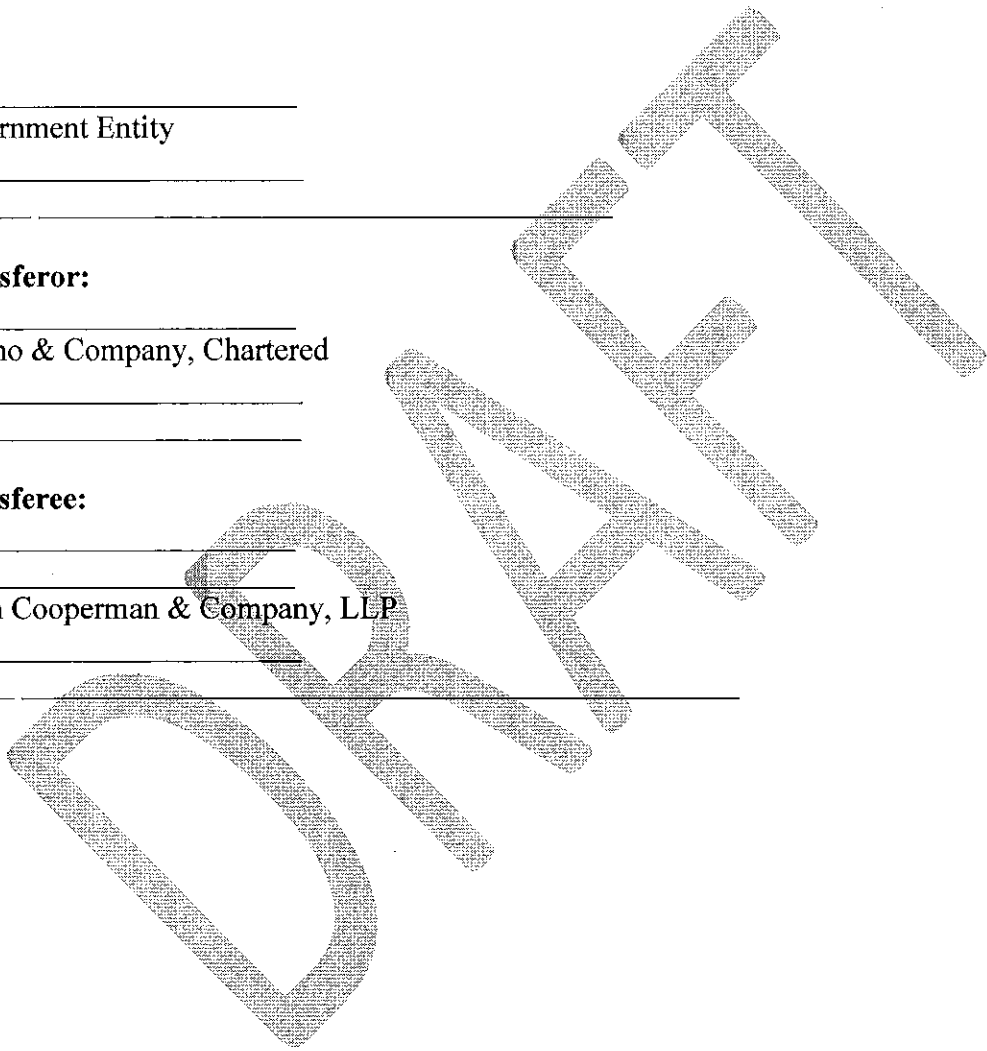 rnment Entity
sferor:
no & Company, Chartered
sferee:
n Cooperman & Company, LLP
DRAFT